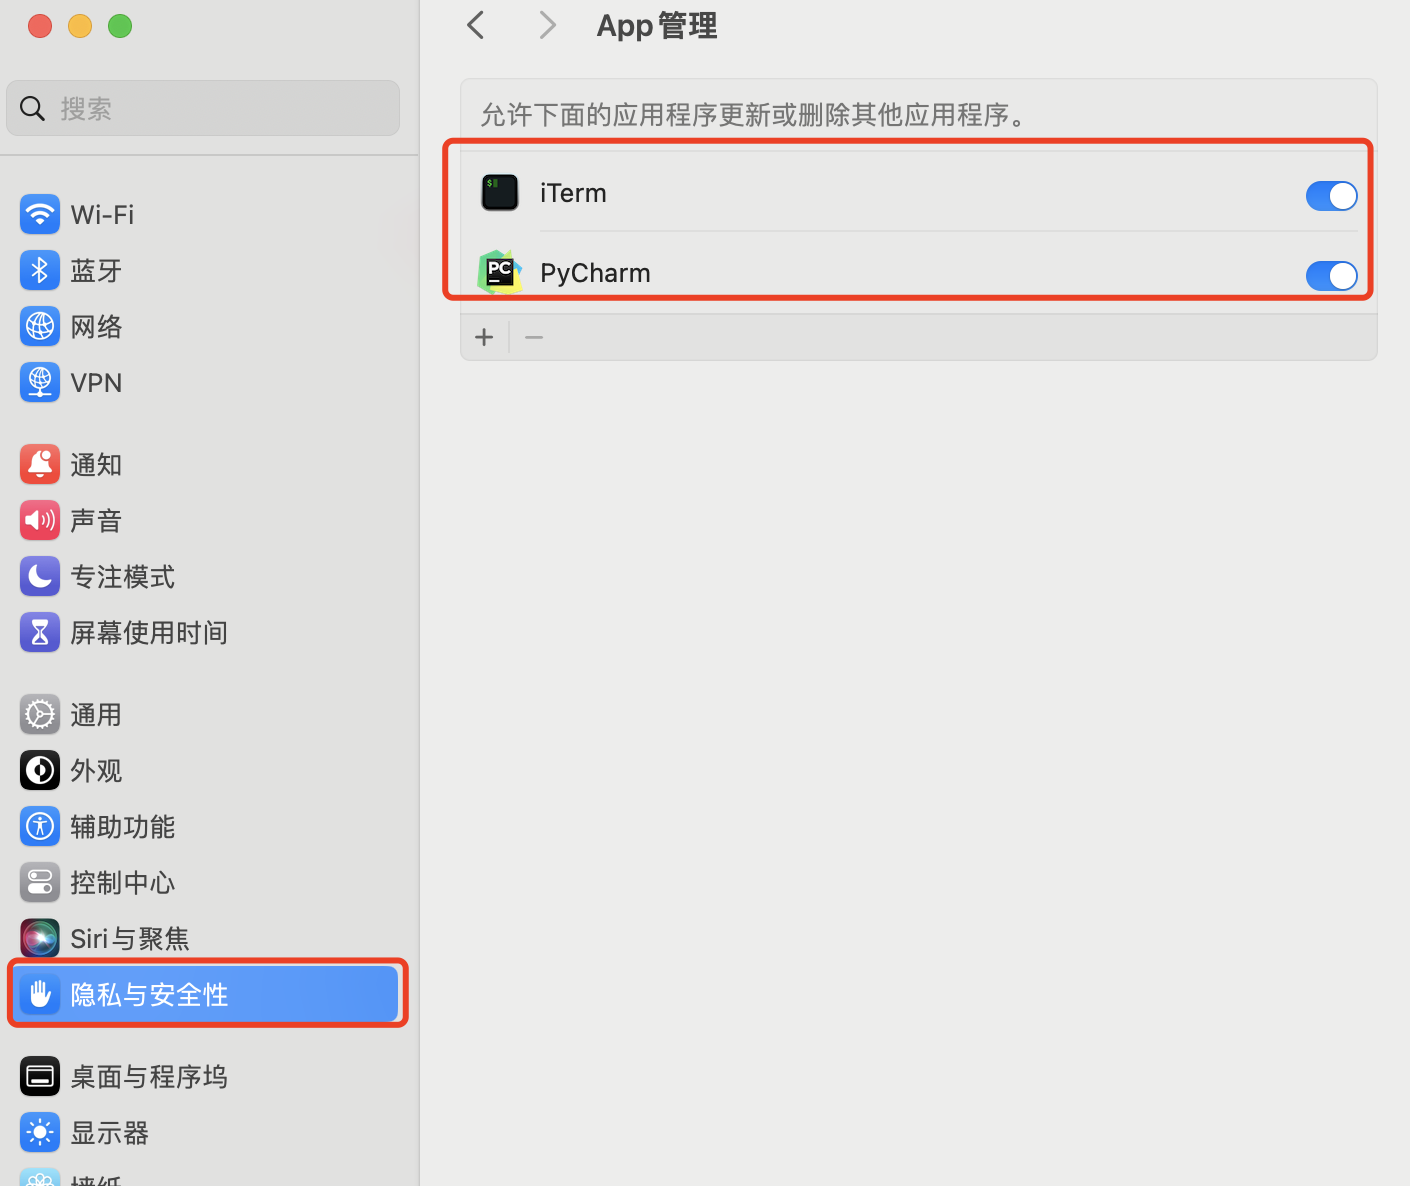 App 管理
搜索
允许下面的应用程序更新或删除其他应用程序。
iTerm
PyCharm
Wi-Fi
蓝牙
网络
VPN
通知
声音
专注模式
屏幕使用时间
通用
外观
辅助功能
控制中心
Siri与聚焦
隐私与安全性
桌面与程序坞
显示器
墙纸